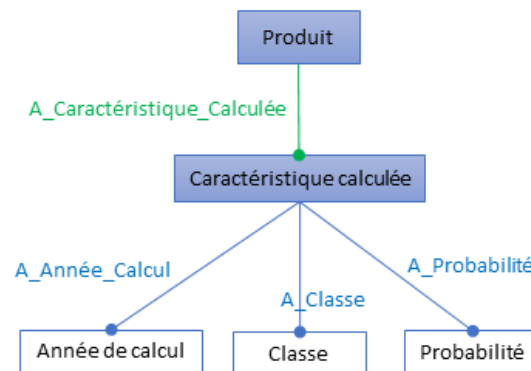 Produit
A_Caractéristique_Calculée
Caractéristique calculée
A_Année_Calcul
A_Probabilité
A_Classe
Année de calcul
Classe
Probabilité